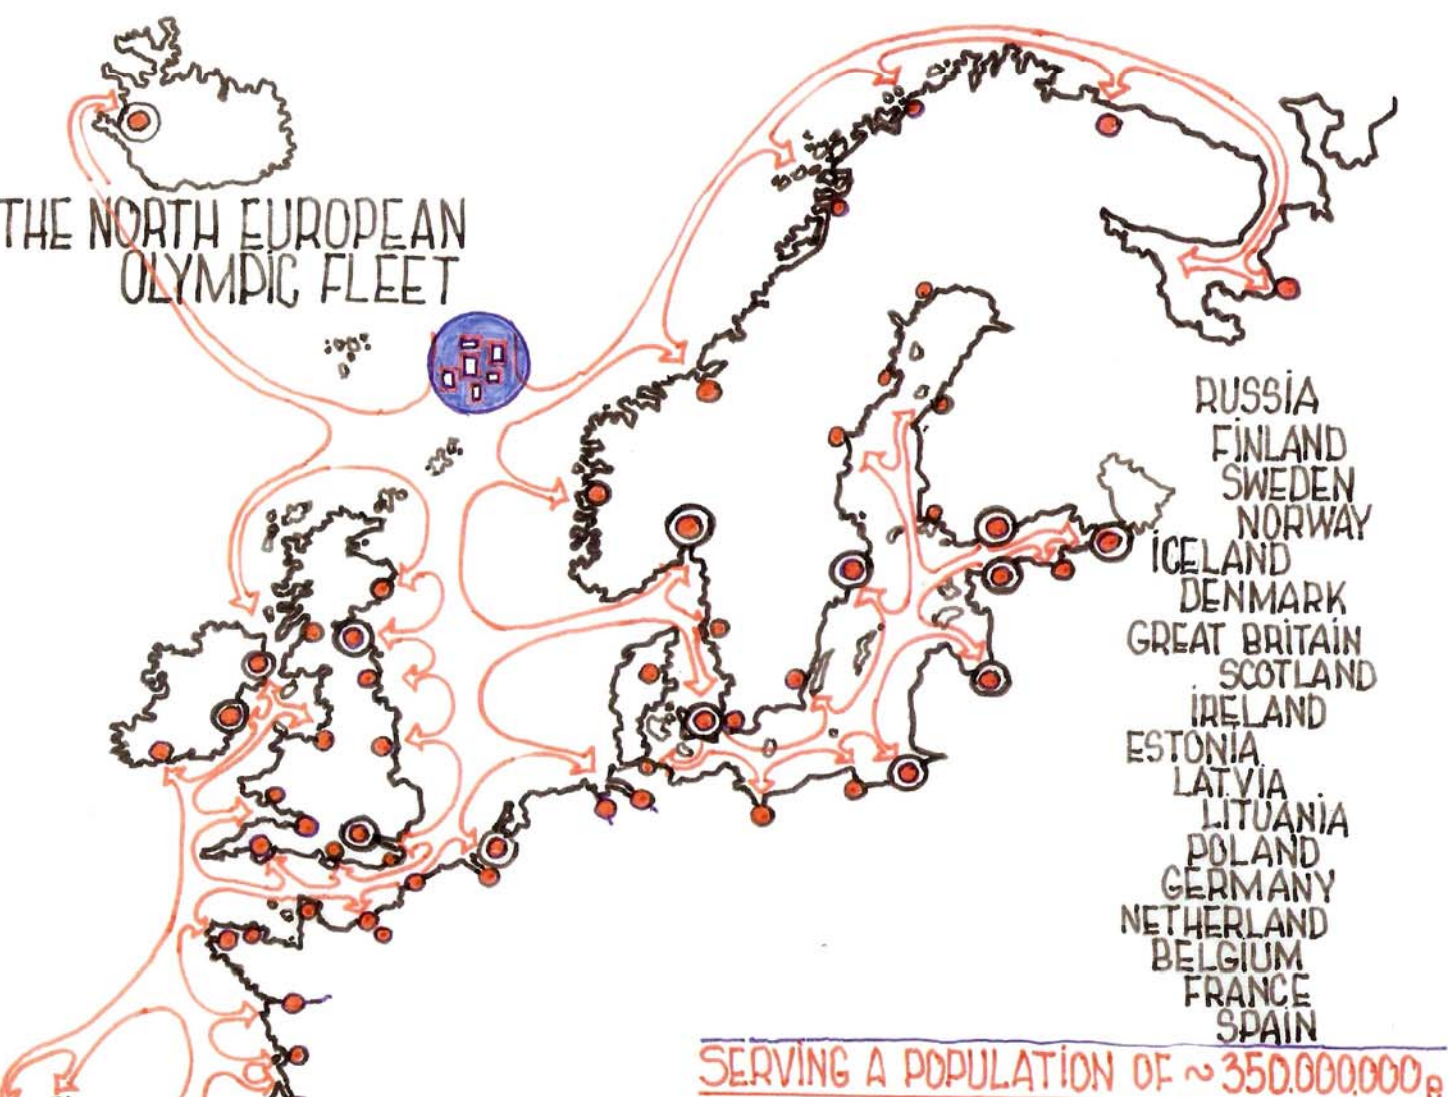 THE NORTH EUROPEAN
OLYMPIC FLEET
RUSSIA
FINLAND
SWEDEN
NORWAY
ICELAND
DENMARK
GREAT BRITAIN
SCOTLAND
IRELAND
ESTONIA
LATVIA
LITUANIA
POLAND
GERMANY
NETHERLAND
BELGIUM
FRANCE
SPAIN
SERVING A POPULATION OF ~350.000.000